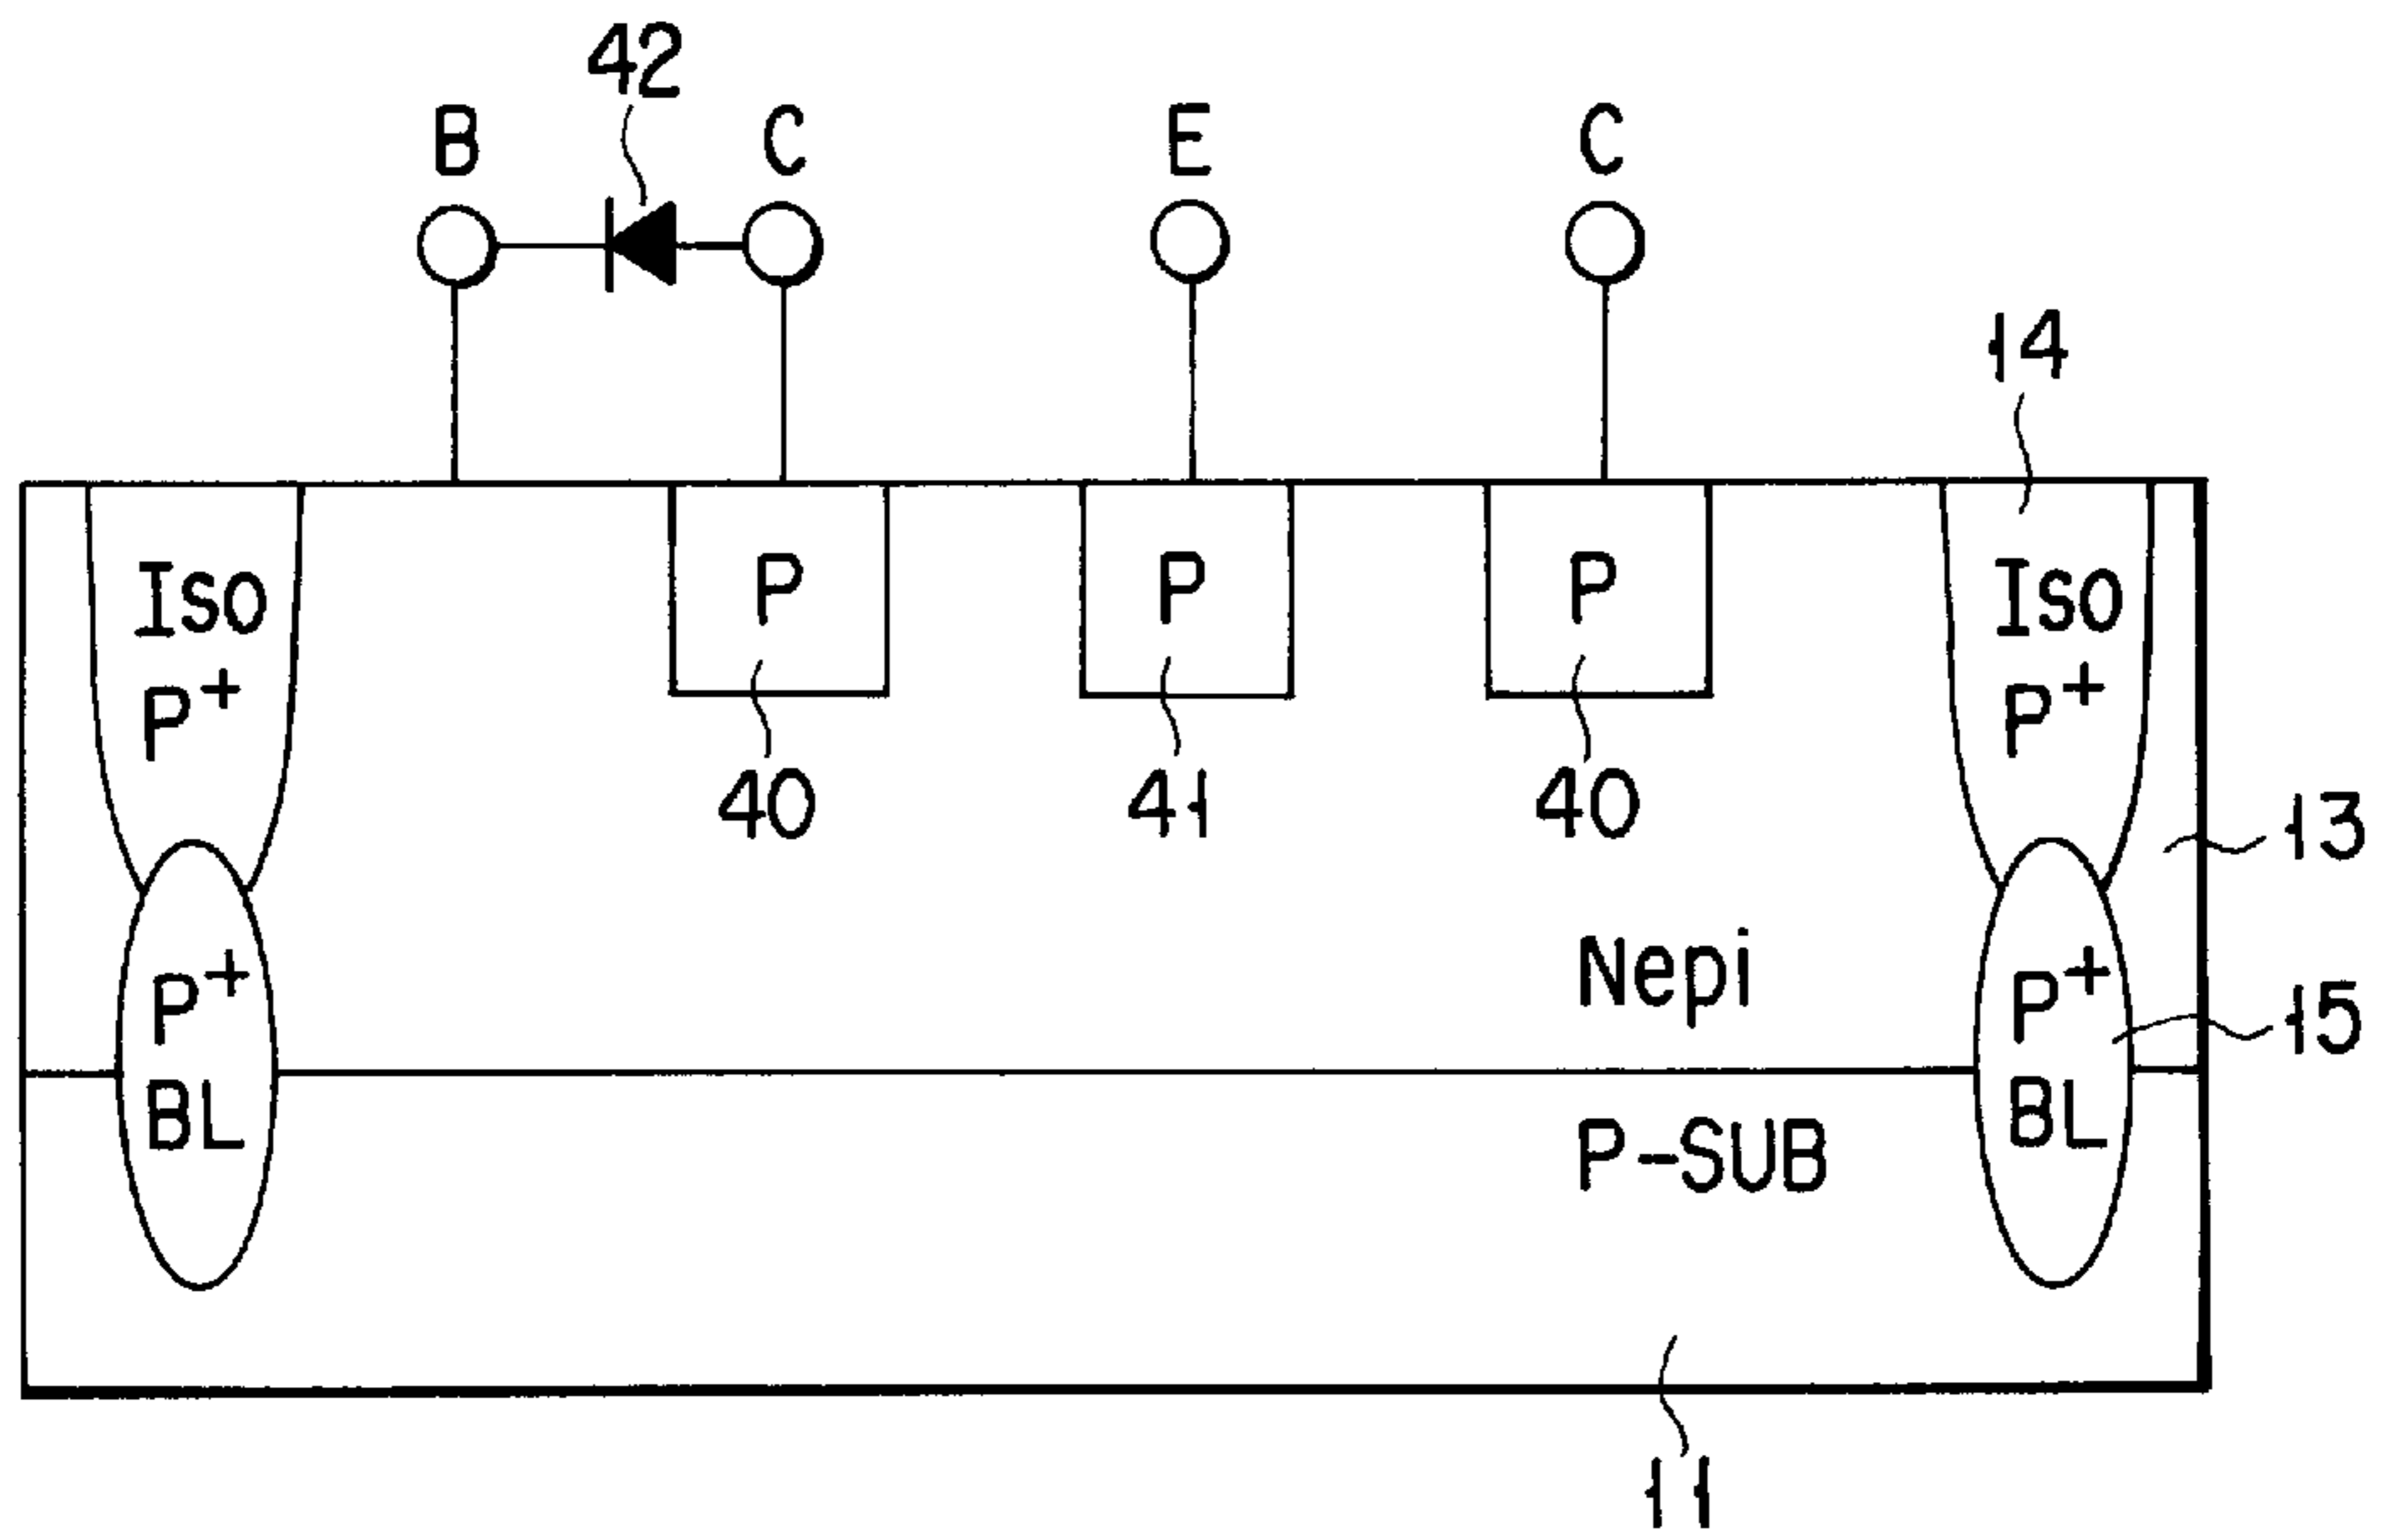 42
B C E C
14
Iso P P P Iso
P+ P+
40 41 40
13
Nepi
P+ P+
15
BL BL
P-SUB
11